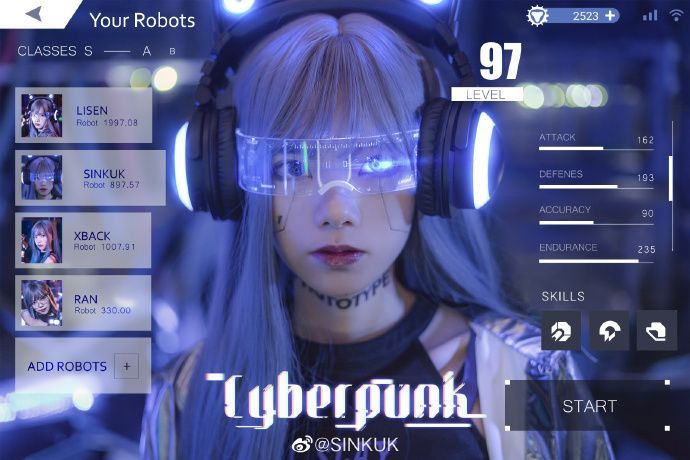 Your Robots
2523 +
CLASSES S A B
97
LEVEL
LISEN
Robot 1997.08
SINKUK
Robot 897.57
XBACK
Robot 1007.91
RAN
Robot 330.00
ADD ROBOTS +
ATTACK 162
DEFENES 193
ACCURACY 90
ENDURANCE 235
SKILLS
START
Cyberpunk
@SINKUK